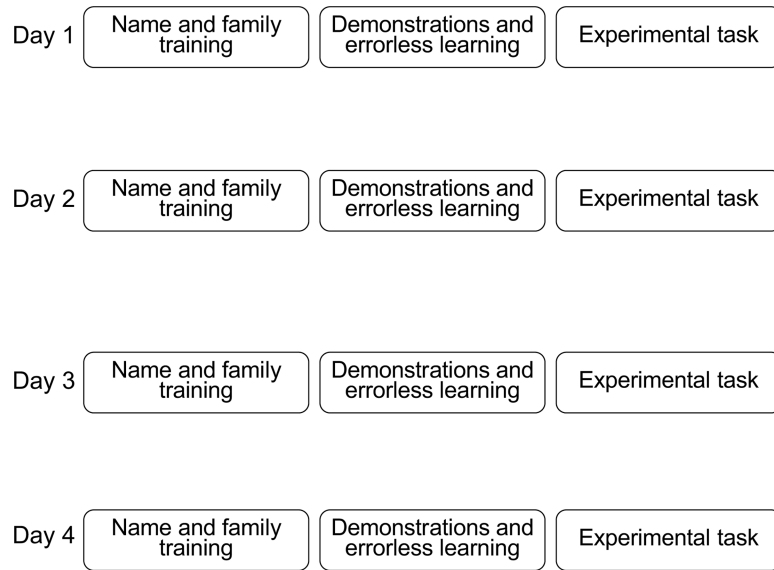 Day 1
Name and family
training
Demonstrations and
errorless learning
Experimental task
Day 2
Name and family
training
Demonstrations and
errorless learning
Experimental task
Day 3
Name and family
training
Demonstrations and
errorless learning
Experimental task
Day 4
Name and family
training
Demonstrations and
errorless learning
Experimental task